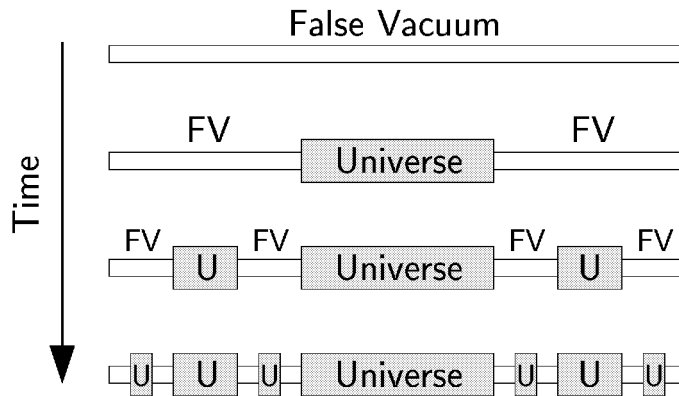 False Vacuum
Time
FV FV
Universe
FV FV FV FV
U Universe U
U U U Universe U U U